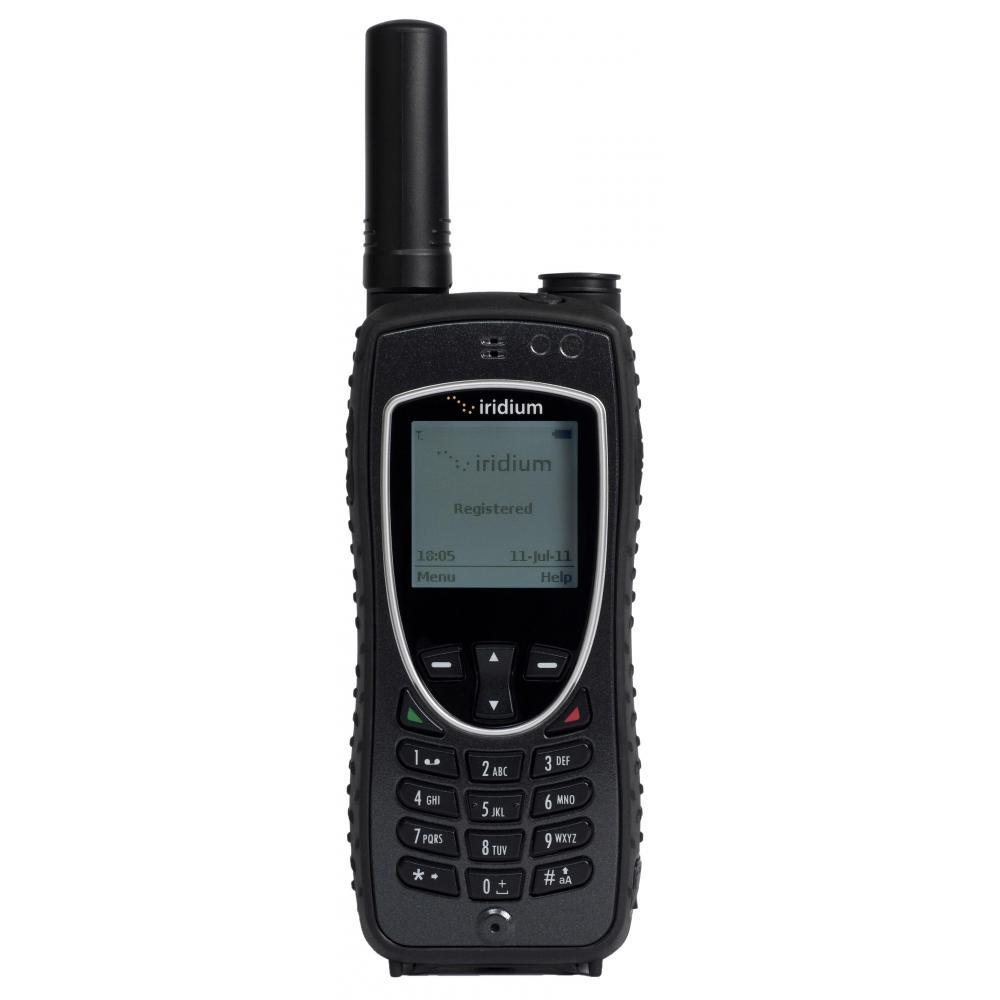 iridium
T.
iridium
Registered
18:05 11-Jul-11
Menu Help
1 2 ABC 3 DEF
4 GHI 5 JKL 6 MNO
7 PQRS 8 TUV 9 WXYZ
* 0 + # aA